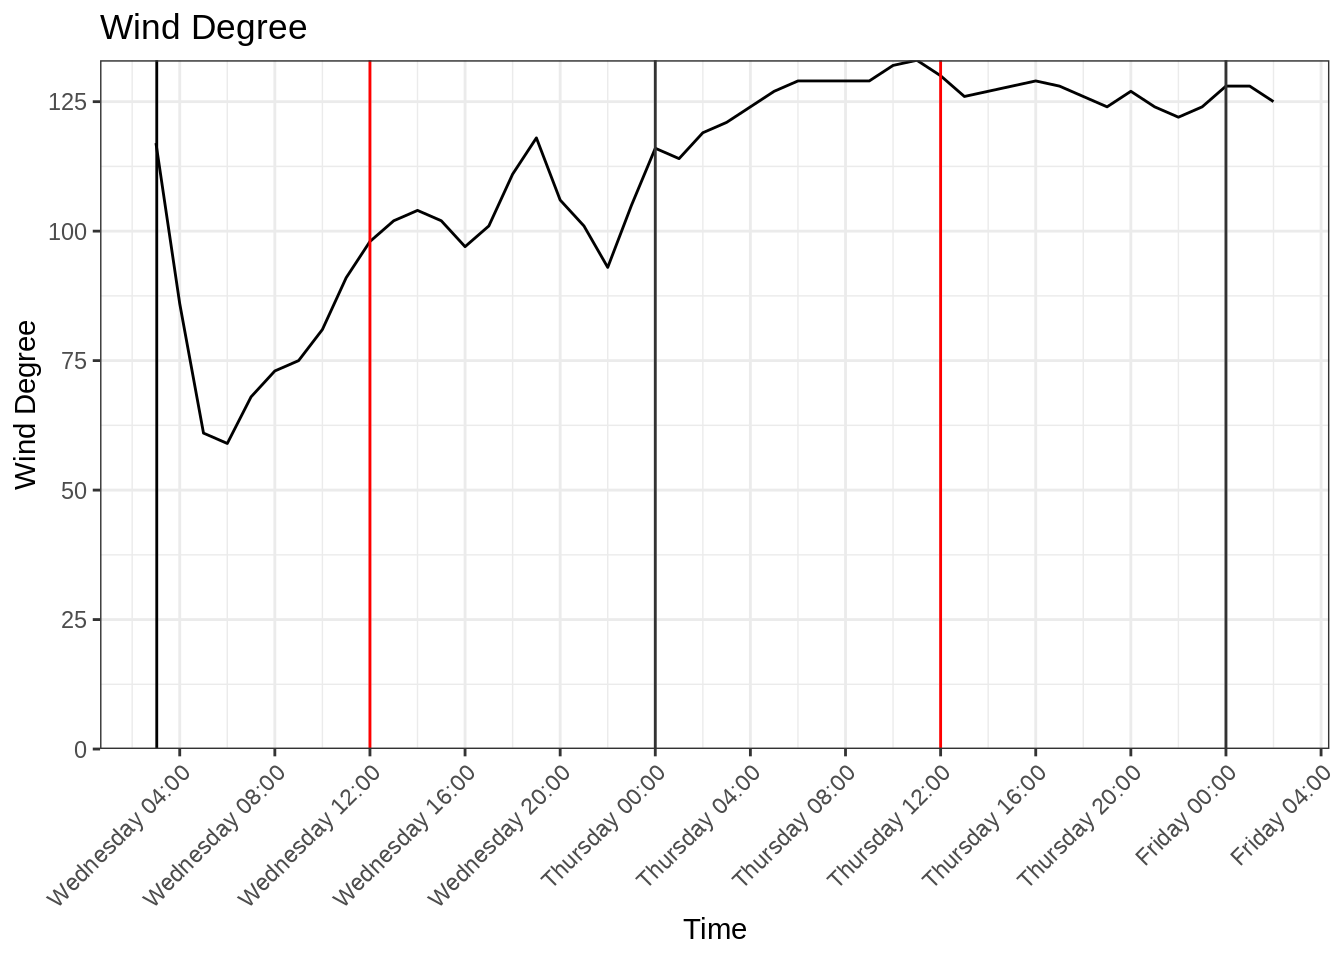 Wind Degree
Wind Degree
125
100
75
50
25
0
Wednesday 04:00
Wednesday 08:00
Wednesday 12:00
Wednesday 16:00
Wednesday 20:00
Thursday 00:00
Thursday 04:00
Thursday 08:00
Thursday 12:00
Thursday 16:00
Thursday 20:00
Friday 00:00
Friday 04:00
Time